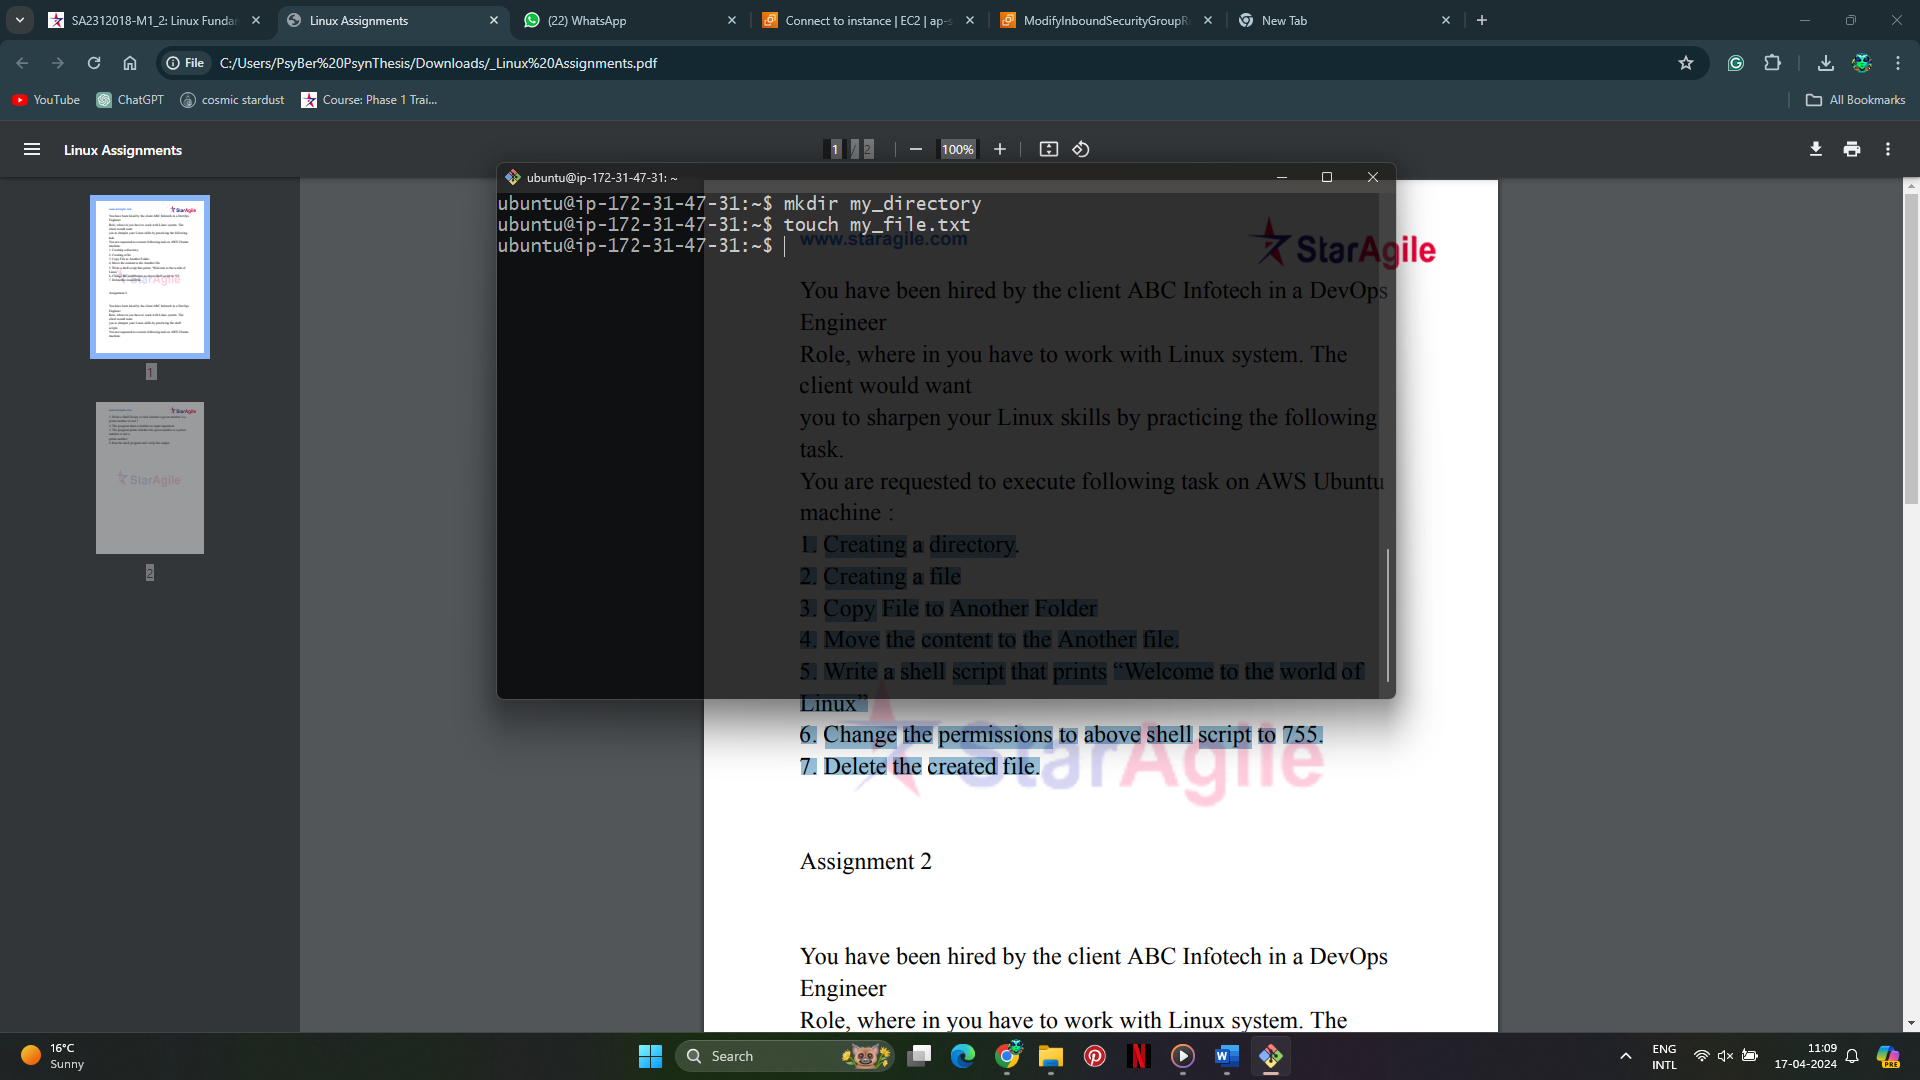 SA2312018-M1_2: Linux Fundar
Linux Assignments
(22) WhatsApp
Connect to instance | EC2 | ap-s
ModifyInboundSecurityGroupR
New Tab
File
C:/Users/PsyBer%20PsynThesis/Downloads/_Linux%20Assignments.pdf
YouTube
ChatGPT
cosmic stardust
Course: Phase 1 Trai...
All Bookmarks
Linux Assignments
1 / 2
100%
ubuntu@ip-172-31-47-31: ~
ubuntu@ip-172-31-47-31:~$ mkdir my_directory
ubuntu@ip-172-31-47-31:~$ touch my_file.txt
ubuntu@ip-172-31-47-31:~$
www.staragile.com
StarAgile
You have been hired by the client ABC Infotech in a DevOps
Engineer
Role, where in you have to work with Linux system. The
client would want
you to sharpen your Linux skills by practicing the following
task.
You are requested to execute following task on AWS Ubuntu
machine :
1. Creating a directory.
2. Creating a file
3. Copy File to Another Folder
4. Move the content to the Another file.
5. Write a shell script that prints “Welcome to the world of
Linux”
6. Change the permissions to above shell script to 755.
7. Delete the created file.
StarAgile
Assignment 2
You have been hired by the client ABC Infotech in a DevOps
Engineer
Role, where in you have to work with Linux system. The
1
2
16°C
Sunny
Search
ENG
INTL
11:09
17-04-2024